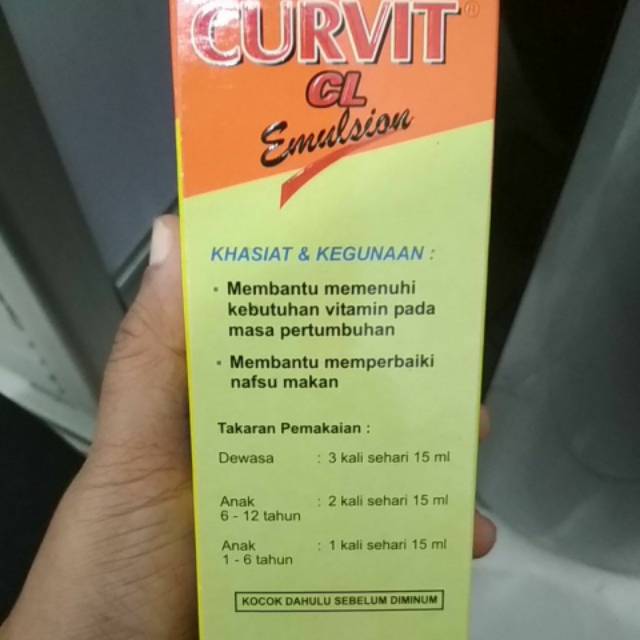 CURVIT®
CL
Emulsion
KHASIAT & KEGUNAAN :
• Membantu memenuhi
kebutuhan vitamin pada
masa pertumbuhan
• Membantu memperbaiki
nafsu makan
Takaran Pemakaian :
Dewasa : 3 kali sehari 15 ml
Anak : 2 kali sehari 15 ml
6 - 12 tahun
Anak : 1 kali sehari 15 ml
1 - 6 tahun
KOCOK DAHULU SEBELUM DIMINUM